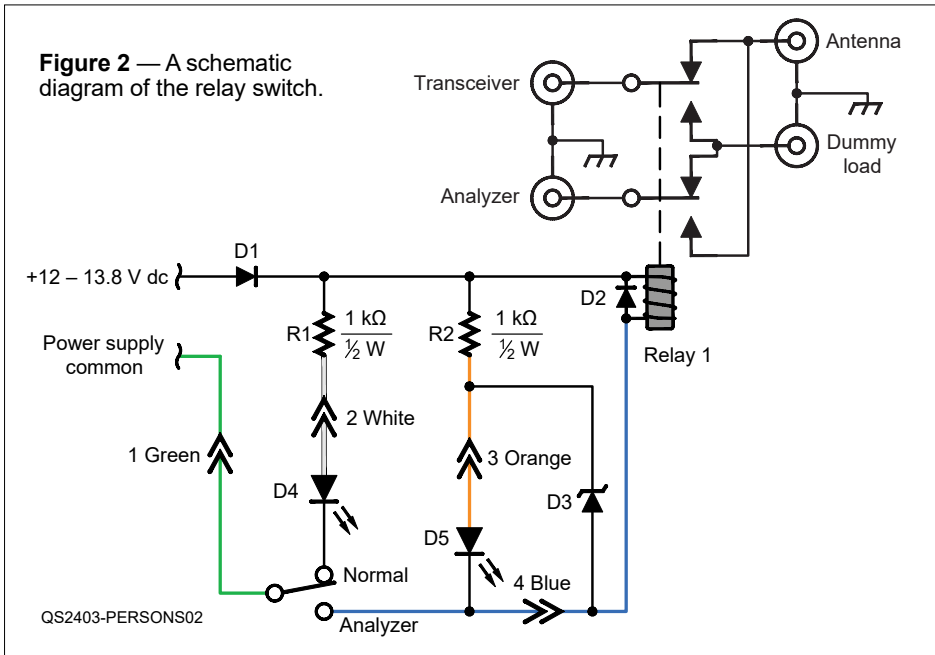 Figure 2 — A schematic
diagram of the relay switch.
Antenna
Transceiver
Dummy
load
Analyzer
D1
+12 – 13.8 V dc
D2
R1
1 kΩ
½ W
R2
1 kΩ
½ W
Relay 1
Power supply
common
2 White
1 Green
3 Orange
D4
D3
D5
Normal
4 Blue
Analyzer
QS2403-PERSONS02